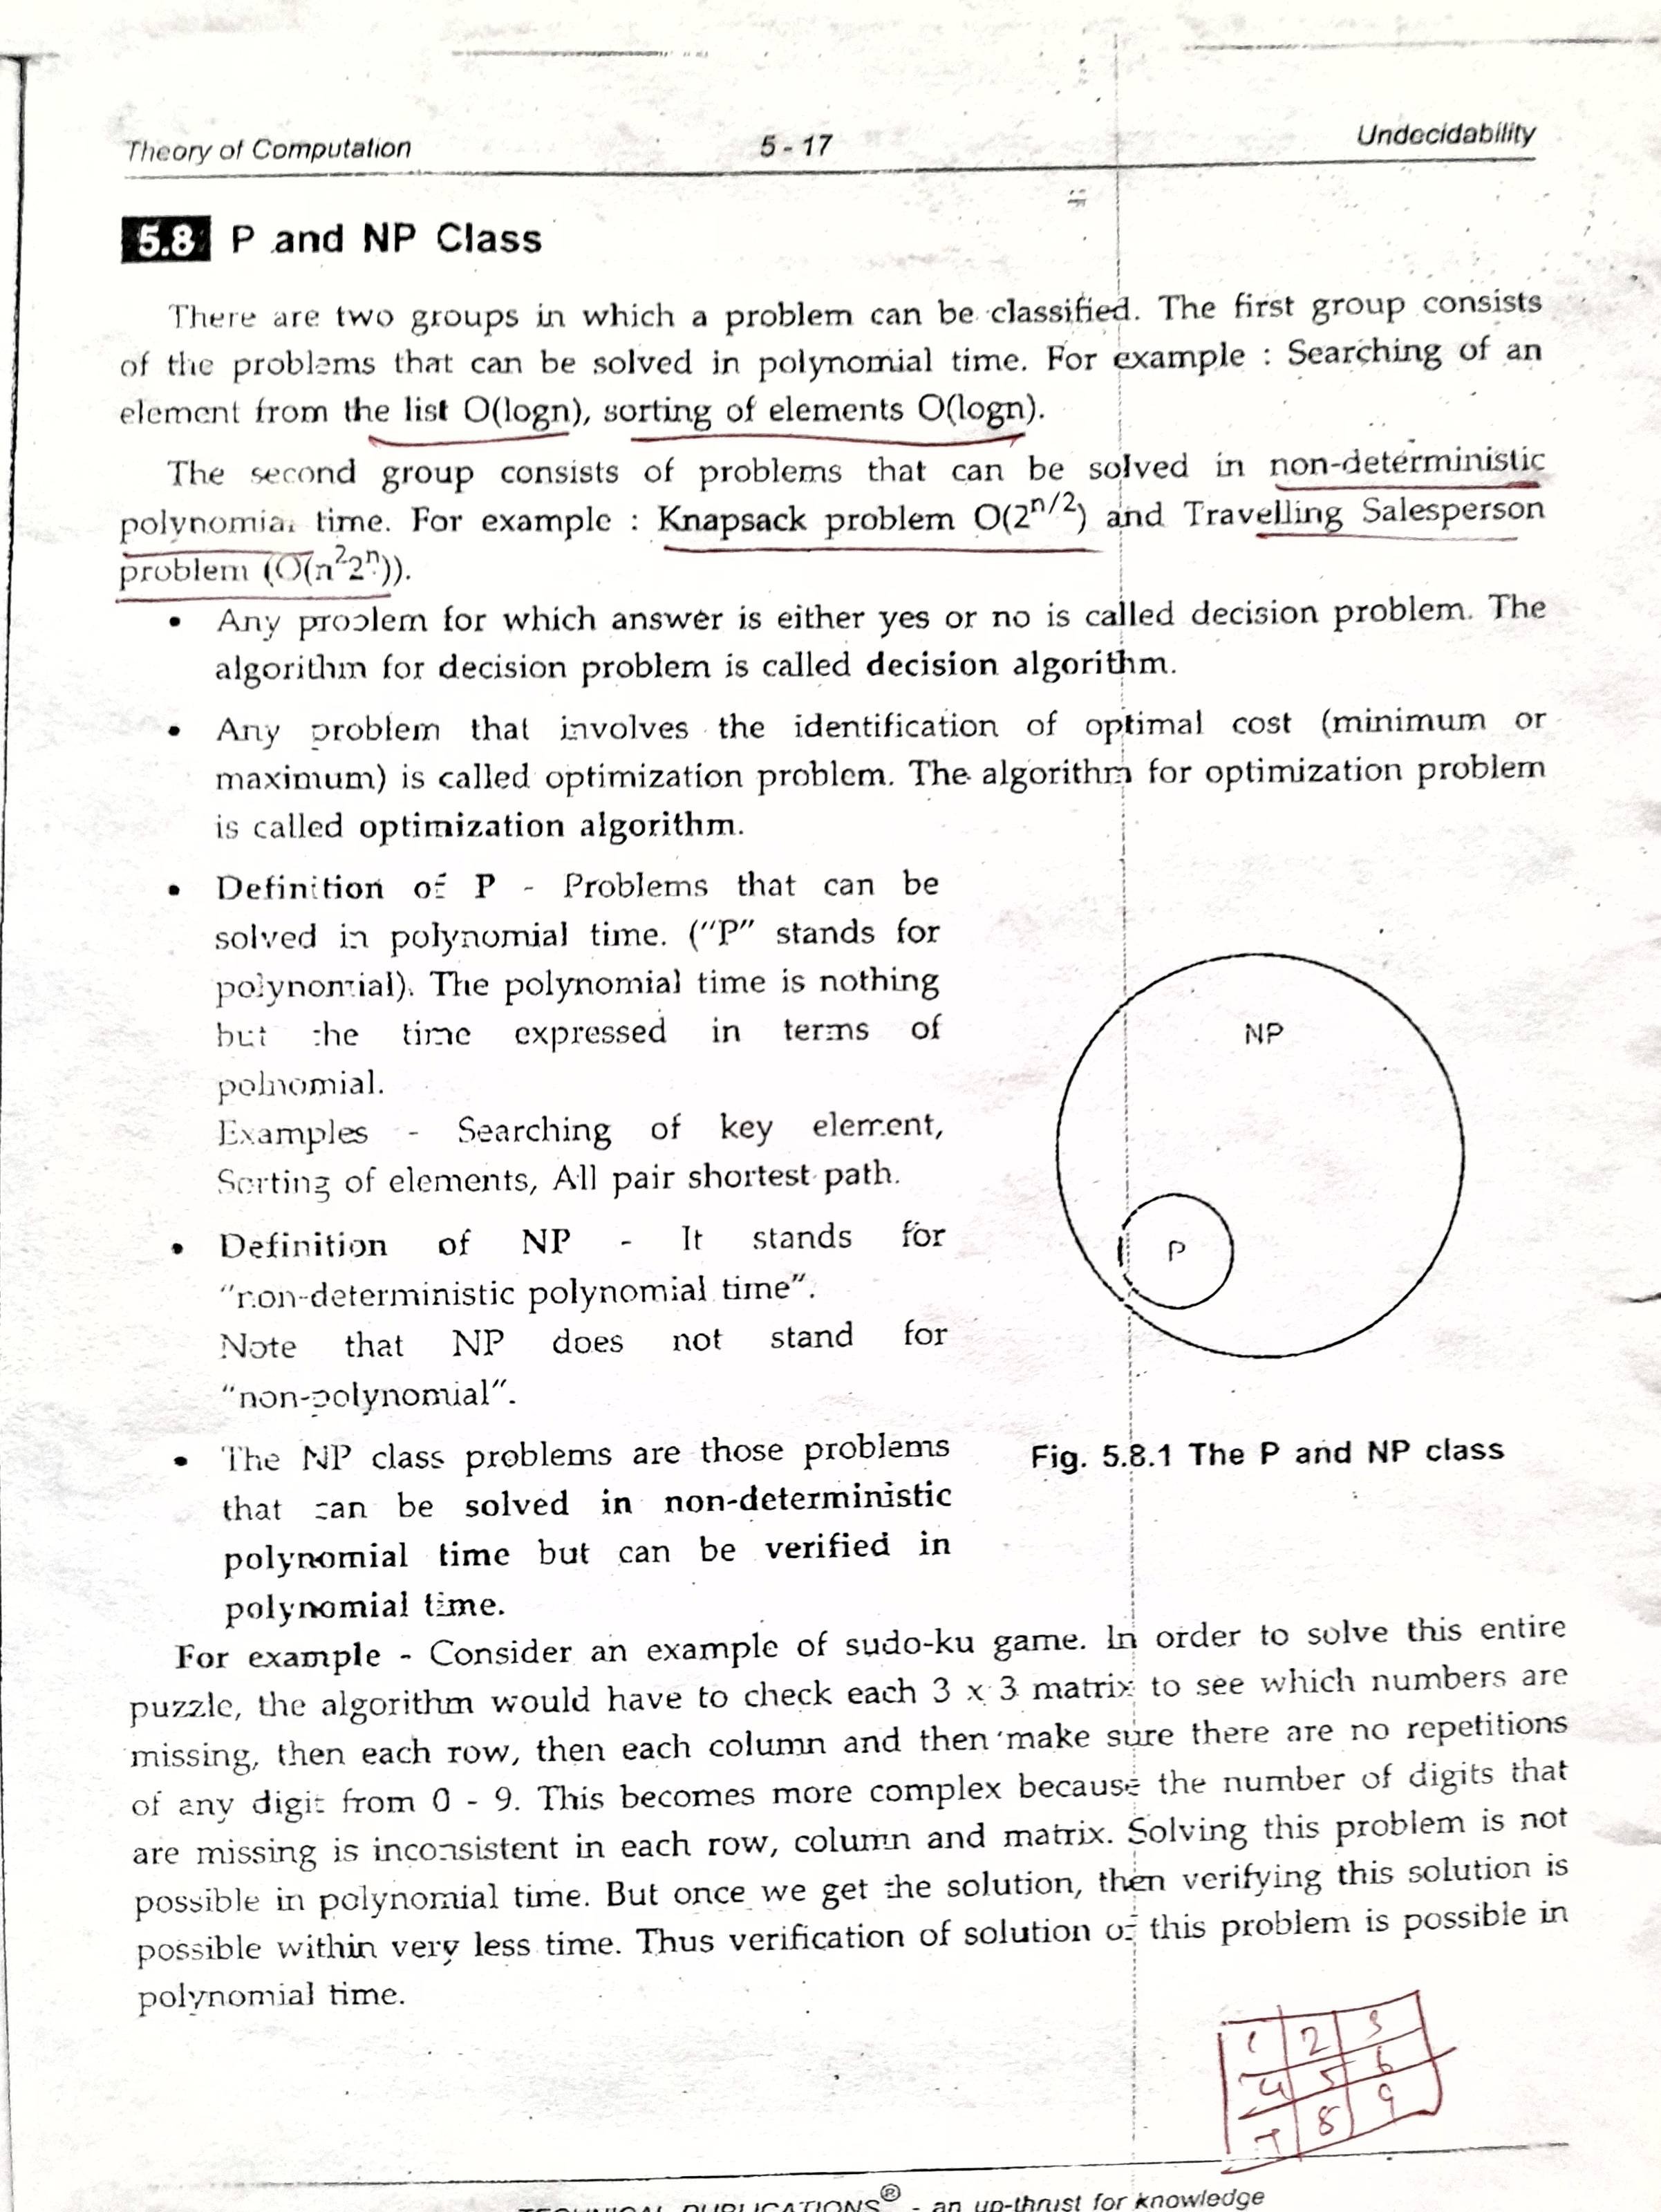 Theory of Computation 5 - 17 Undecidability
5.8 P and NP Class
There are two groups in which a problem can be classified. The first group consists
of the problems that can be solved in polynomial time. For example : Searching of an
element from the list O(logn), sorting of elements O(logn).
The second group consists of problems that can be solved in non-deterministic
polynomial time. For example : Knapsack problem O(2^{n/2}) and Travelling Salesperson
problem (O(n²2ⁿ)).
• Any problem for which answer is either yes or no is called decision problem. The
algorithm for decision problem is called decision algorithm.
• Any problem that involves the identification of optimal cost (minimum or
maximum) is called optimization problem. The algorithm for optimization problem
is called optimization algorithm.
• Definition of P - Problems that can be
solved in polynomial time. ("P" stands for
polynomial). The polynomial time is nothing
but the time expressed in terms of
polnomial.
Examples - Searching of key element,
Sorting of elements, All pair shortest path.
• Definition of NP - It stands for
"non-deterministic polynomial time".
Note that NP does not stand for
"non-polynomial".
• The NP class problems are those problems
that can be solved in non-deterministic
polynomial time but can be verified in
polynomial time.
NP
P
Fig. 5.8.1 The P and NP class
For example - Consider an example of sudo-ku game. In order to solve this entire
puzzle, the algorithm would have to check each 3 x 3 matrix to see which numbers are
missing, then each row, then each column and then make sure there are no repetitions
of any digit from 0 - 9. This becomes more complex because the number of digits that
are missing is inconsistent in each row, column and matrix. Solving this problem is not
possible in polynomial time. But once we get the solution, then verifying this solution is
possible within very less time. Thus verification of solution of this problem is possible in
polynomial time.
1 2 3
4 5 6
7 8 9
TECHNICAL PUBLICATIONS® - an up-thrust for knowledge